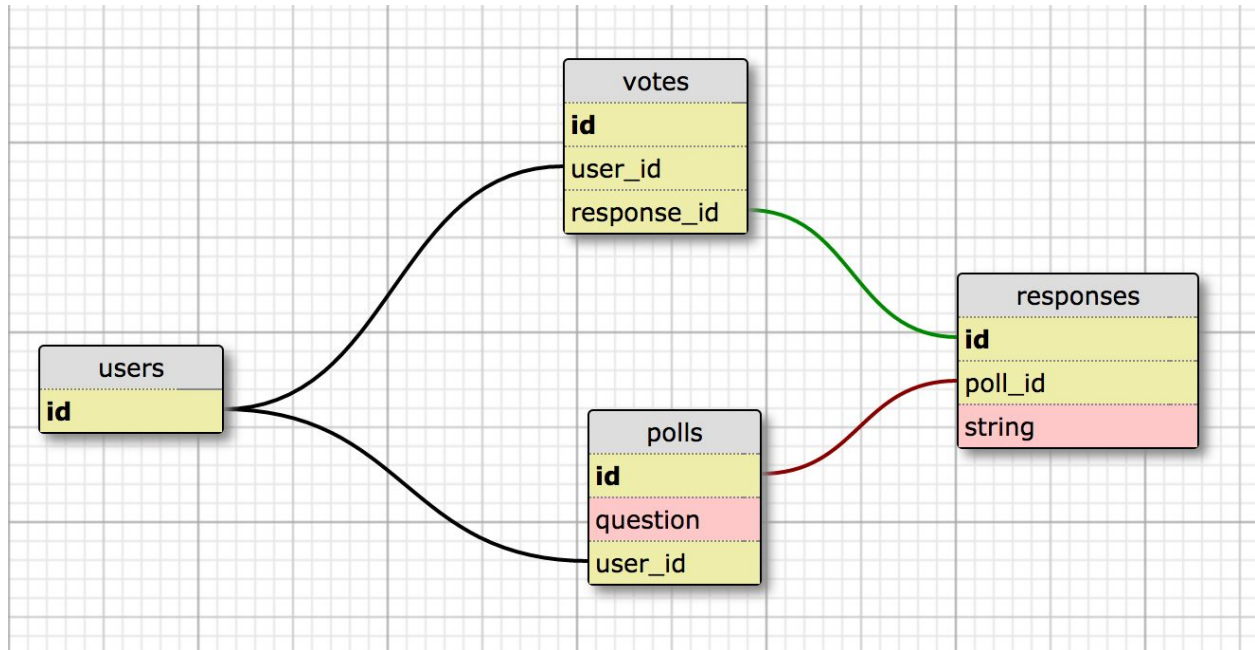 votes
id
user_id
response_id
responses
id
poll_id
string
users
id
polls
id
question
user_id